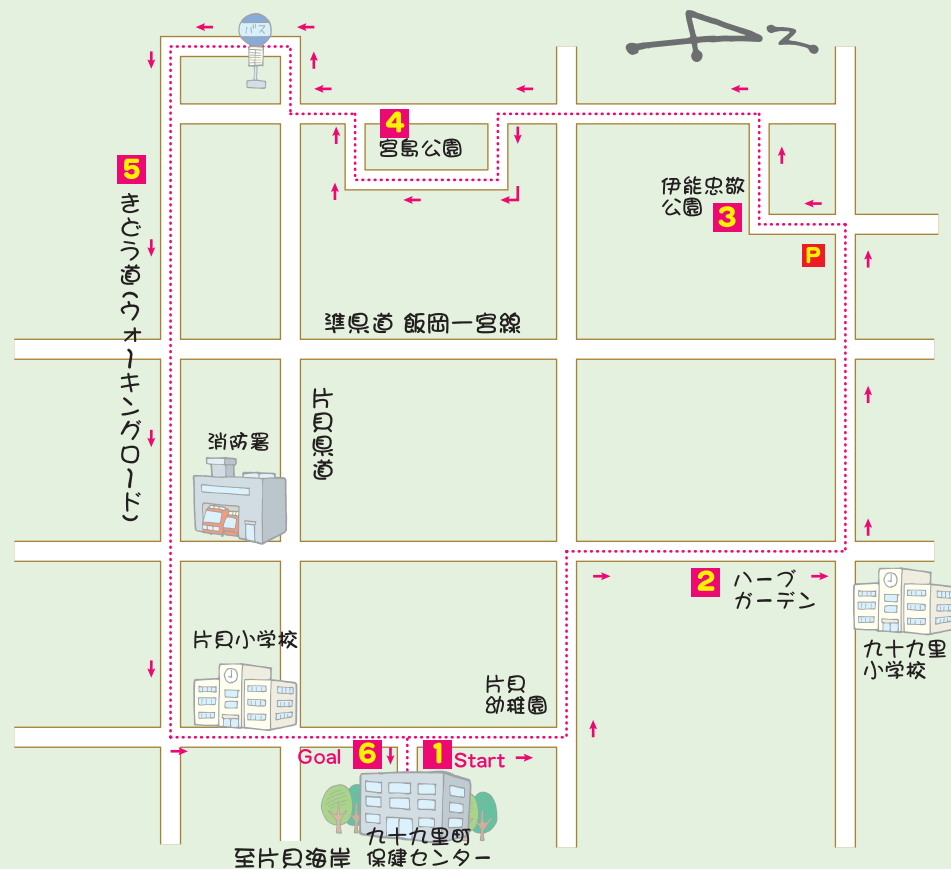 バス
4
宮島公園
5
きどう道(ウォーキングロード)
伊能忠敬
公園
3
P
準県道 飯岡一宮線
片貝県道
消防署
2
ハーブ
ガーデン
九十九里
小学校
片貝小学校
片貝
幼稚園
Goal 6
1 Start
九十九里町
保健センター
至片貝海岸